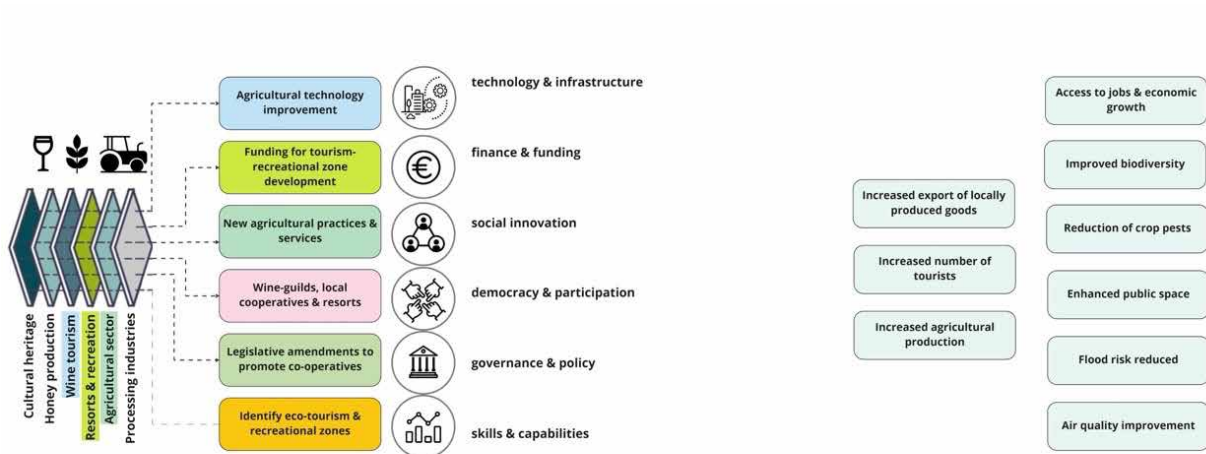 Agricultural technology
improvement
technology & infrastructure
Funding for tourism-
recreational zone
development
finance & funding
New agricultural practices &
services
social innovation
Wine-guilds, local
cooperatives & resorts
democracy & participation
Legislative amendments to
promote co-operatives
governance & policy
Identify eco-tourism &
recreational zones
skills & capabilities
Cultural heritage
Honey production
Wine tourism
Resorts & recreation
Agricultural sector
Processing industries
Increased export of locally
produced goods
Increased number of
tourists
Increased agricultural
production
Access to jobs & economic
growth
Improved biodiversity
Reduction of crop pests
Enhanced public space
Flood risk reduced
Air quality improvement